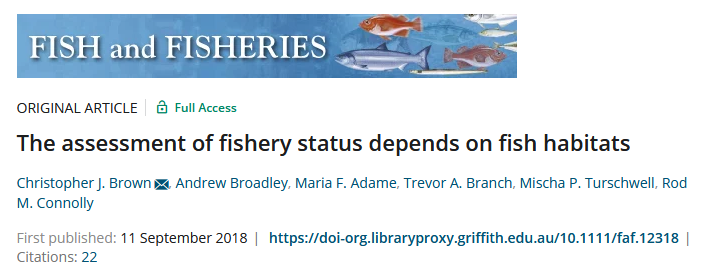 FISH and FISHERIES
ORIGINAL ARTICLE | Full Access
The assessment of fishery status depends on fish habitats
Christopher J. Brown, Andrew Broadley, Maria F. Adame, Trevor A. Branch, Mischa P. Turschwell, Rod
M. Connolly
First published: 11 September 2018 | https://doi-org.libraryproxy.griffith.edu.au/10.1111/faf.12318 |
Citations: 22